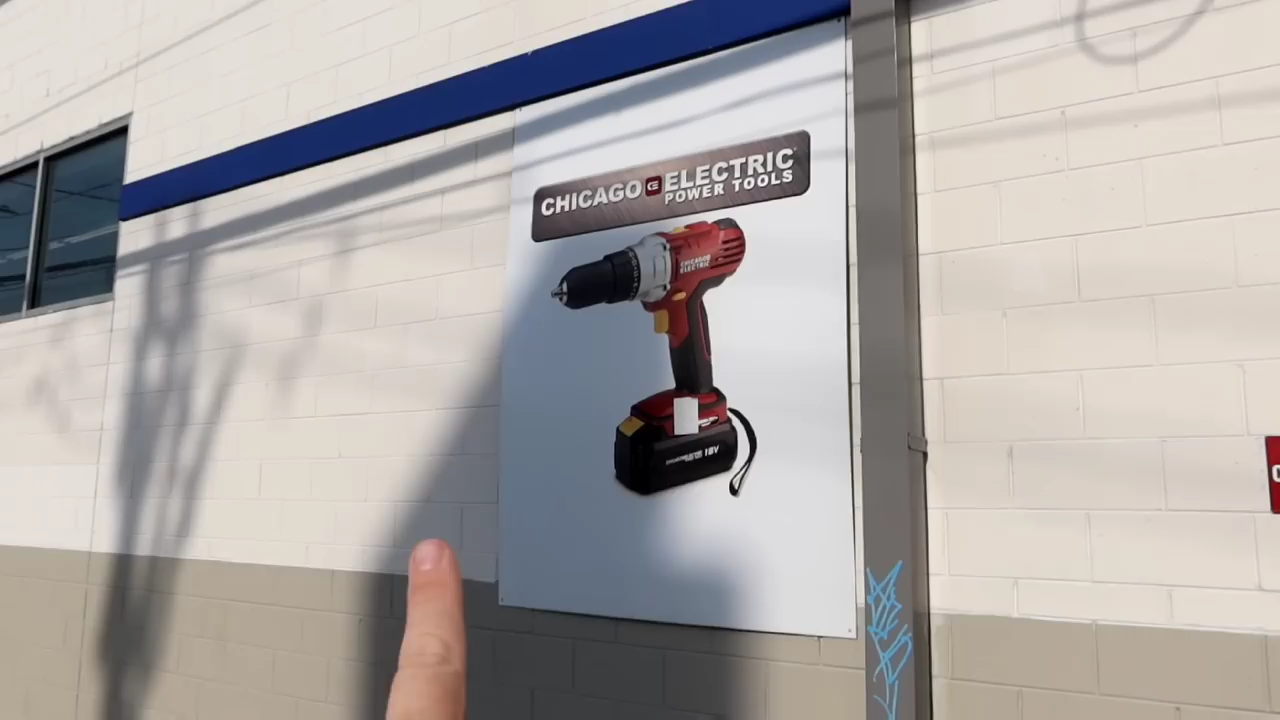 CHICAGO ELECTRIC
POWER TOOLS
CHICAGO
ELECTRIC
18V